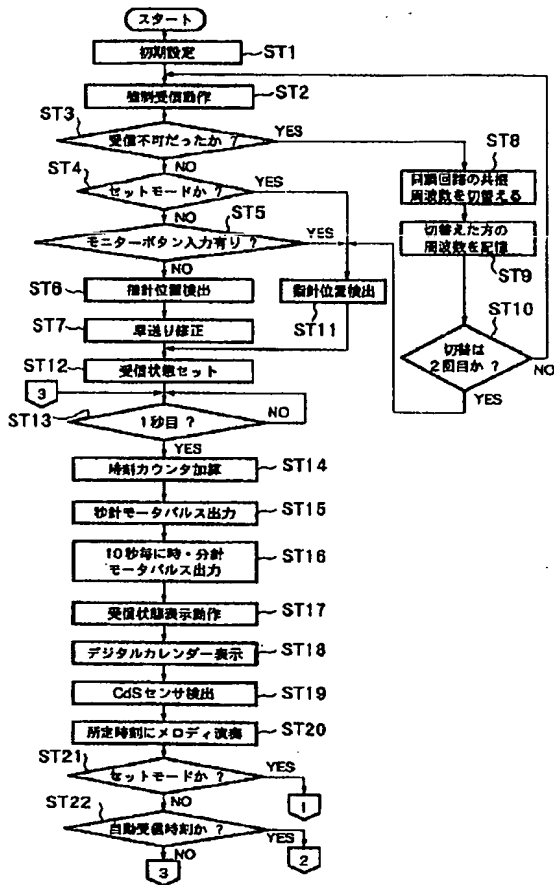 スタート
初期設定
ST1
強制受信動作
ST2
ST3
受信不可だったか ?
YES
NO
ST4
セットモードか ?
YES
NO
ST5
モニターボタン入力有り ?
YES
NO
ST6
指針位置検出
ST7
早送り修正
指針位置検出
ST11
ST8
同調回路の共振
周波数を切替える
切替えた方の
周波数を記憶
ST9
ST10
切替は
2回目か ?
NO
YES
ST12
受信状態セット
3
ST13
1秒目 ?
NO
YES
時刻カウンタ加算
ST14
秒針モータパルス出力
ST15
10秒毎に時・分針
モータパルス出力
ST16
受信状態表示動作
ST17
デジタルカレンダー表示
ST18
CdSセンサ検出
ST19
所定時刻にメロディ演奏
ST20
ST21
セットモードか ?
YES
NO
1
ST22
自動受信時刻か ?
YES
NO
2
3